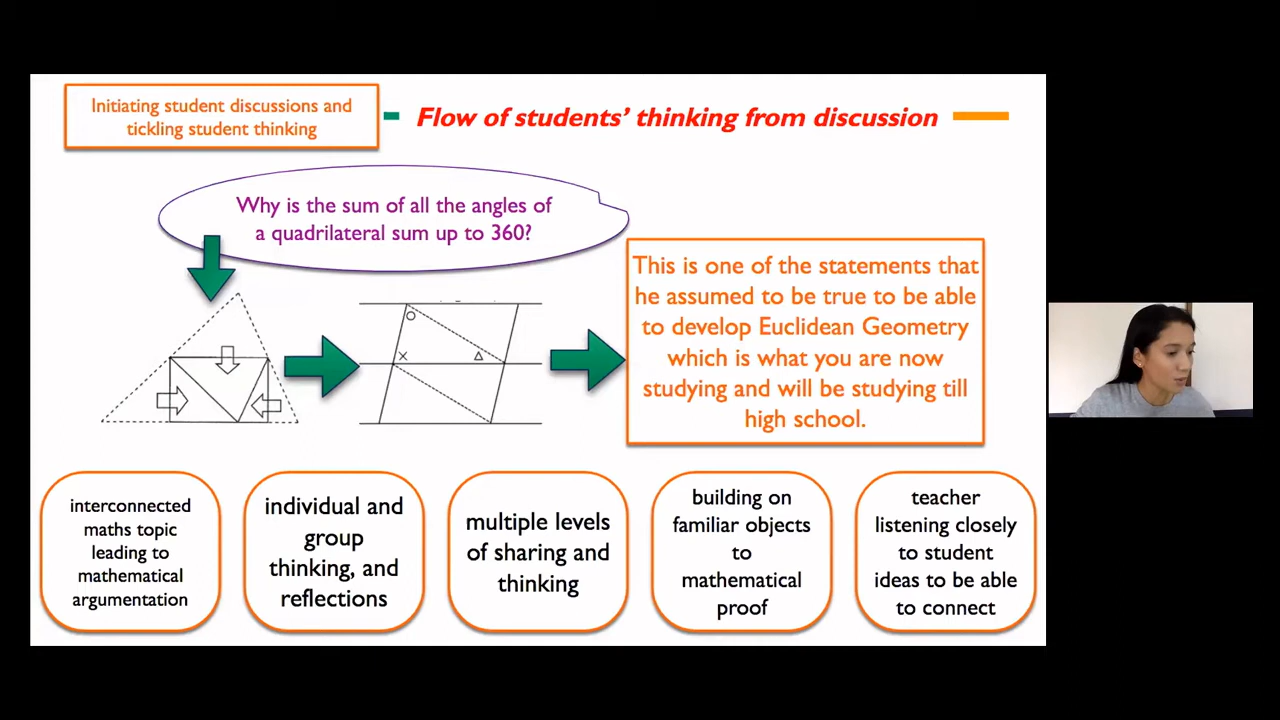 Initiating student discussions and
tickling student thinking
Flow of students' thinking from discussion
Why is the sum of all the angles of
a quadrilateral sum up to 360?
This is one of the statements that
he assumed to be true to be able
to develop Euclidean Geometry
which is what you are now
studying and will be studying till
high school.
interconnected
maths topic
leading to
mathematical
argumentation
individual and
group
thinking, and
reflections
multiple levels
of sharing and
thinking
building on
familiar objects
to
mathematical
proof
teacher
listening closely
to student
ideas to be able
to connect